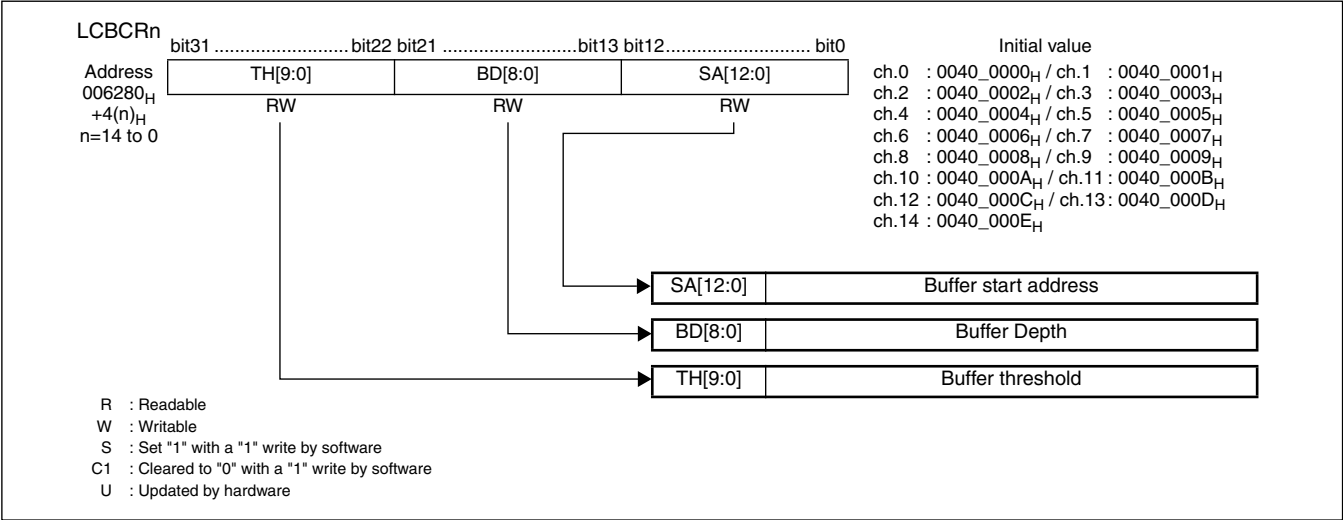 LCBCRn
bit31 .......................... bit22 bit21 ..........................bit13 bit12............................ bit0
Initial value
Address
006280H
+4(n)H
n=14 to 0
TH[9:0] BD[8:0] SA[12:0]
RW RW RW
ch.0 : 0040_0000H / ch.1 : 0040_0001H
ch.2 : 0040_0002H / ch.3 : 0040_0003H
ch.4 : 0040_0004H / ch.5 : 0040_0005H
ch.6 : 0040_0006H / ch.7 : 0040_0007H
ch.8 : 0040_0008H / ch.9 : 0040_0009H
ch.10 : 0040_000AH / ch.11 : 0040_000BH
ch.12 : 0040_000CH / ch.13 : 0040_000DH
ch.14 : 0040_000EH
SA[12:0] Buffer start address
BD[8:0] Buffer Depth
TH[9:0] Buffer threshold
R : Readable
W : Writable
S : Set "1" with a "1" write by software
C1 : Cleared to "0" with a "1" write by software
U : Updated by hardware